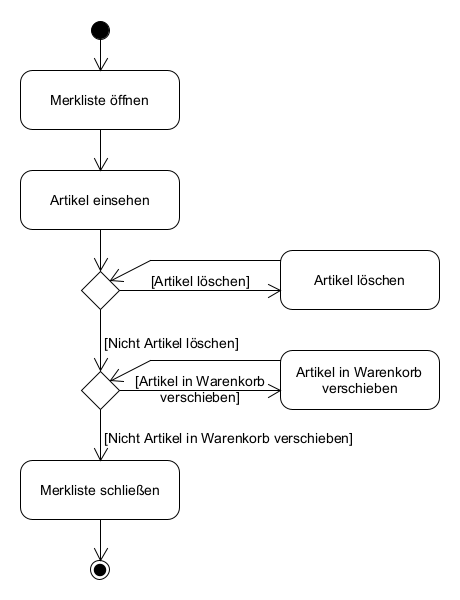 Merkliste öffnen
Artikel einsehen
[Artikel löschen]
Artikel löschen
[Nicht Artikel löschen]
[Artikel in Warenkorb
verschieben]
Artikel in Warenkorb
verschieben
[Nicht Artikel in Warenkorb verschieben]
Merkliste schließen